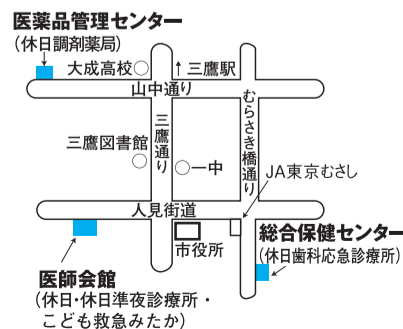 医薬品管理センター
(休日調剤薬局)
大成高校
↑三鷹駅
山中通り
むらさき橋通り
三鷹通り
三鷹図書館
一中
JA東京むさし
人見街道
市役所
総合保健センター
(休日歯科応急診療所)
医師会館
(休日・休日準夜診療所・
こども救急みたか)